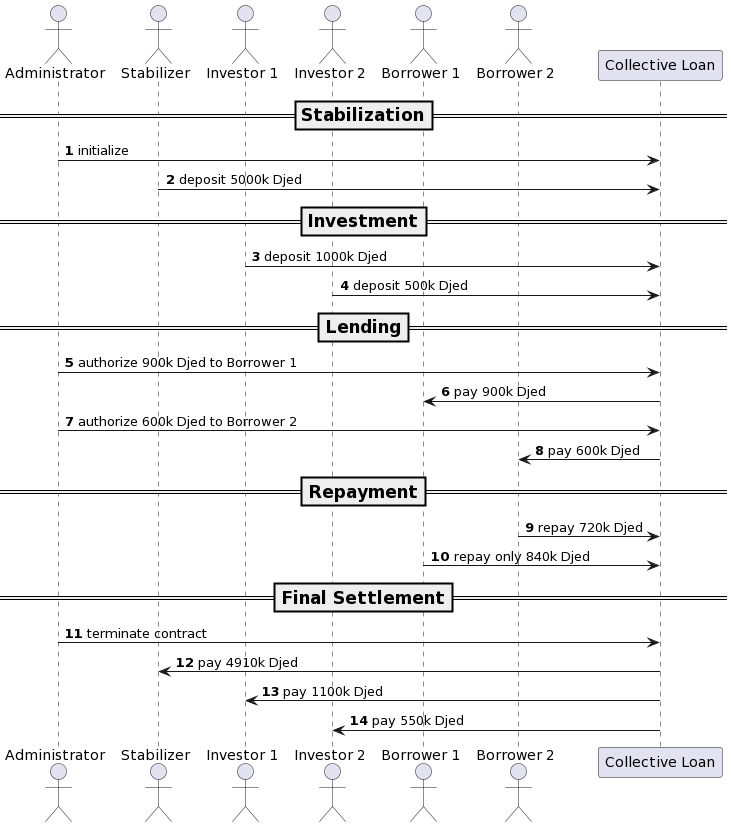 Administrator Stabilizer Investor 1 Investor 2 Borrower 1 Borrower 2 Collective Loan
Stabilization
1 initialize
2 deposit 5000k Djed
Investment
3 deposit 1000k Djed
4 deposit 500k Djed
Lending
5 authorize 900k Djed to Borrower 1
6 pay 900k Djed
7 authorize 600k Djed to Borrower 2
8 pay 600k Djed
Repayment
9 repay 720k Djed
10 repay only 840k Djed
Final Settlement
11 terminate contract
12 pay 4910k Djed
13 pay 1100k Djed
14 pay 550k Djed
Administrator Stabilizer Investor 1 Investor 2 Borrower 1 Borrower 2 Collective Loan